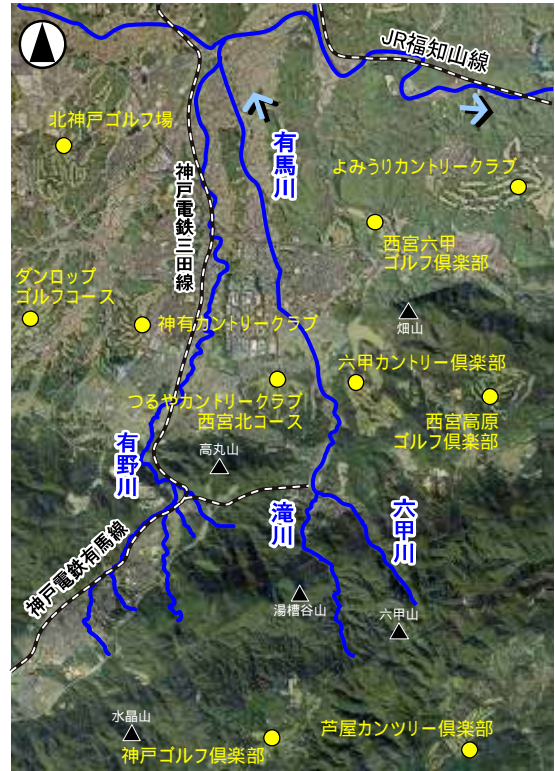 JR福知山線
北神戸ゴルフ場
有馬川
よみうりカントリークラブ
神戸電鉄三田線
西宮六甲
ゴルフ倶楽部
ダンロップ
ゴルフコース
神有カントリークラブ
畑山
六甲カントリー倶楽部
つるやカントリークラブ
西宮北コース
西宮高原
ゴルフ倶楽部
有野川
高丸山
滝川
六甲川
神戸電鉄有馬線
湯槽谷山
六甲山
水晶山
神戸ゴルフ倶楽部
芦屋カンツリー倶楽部